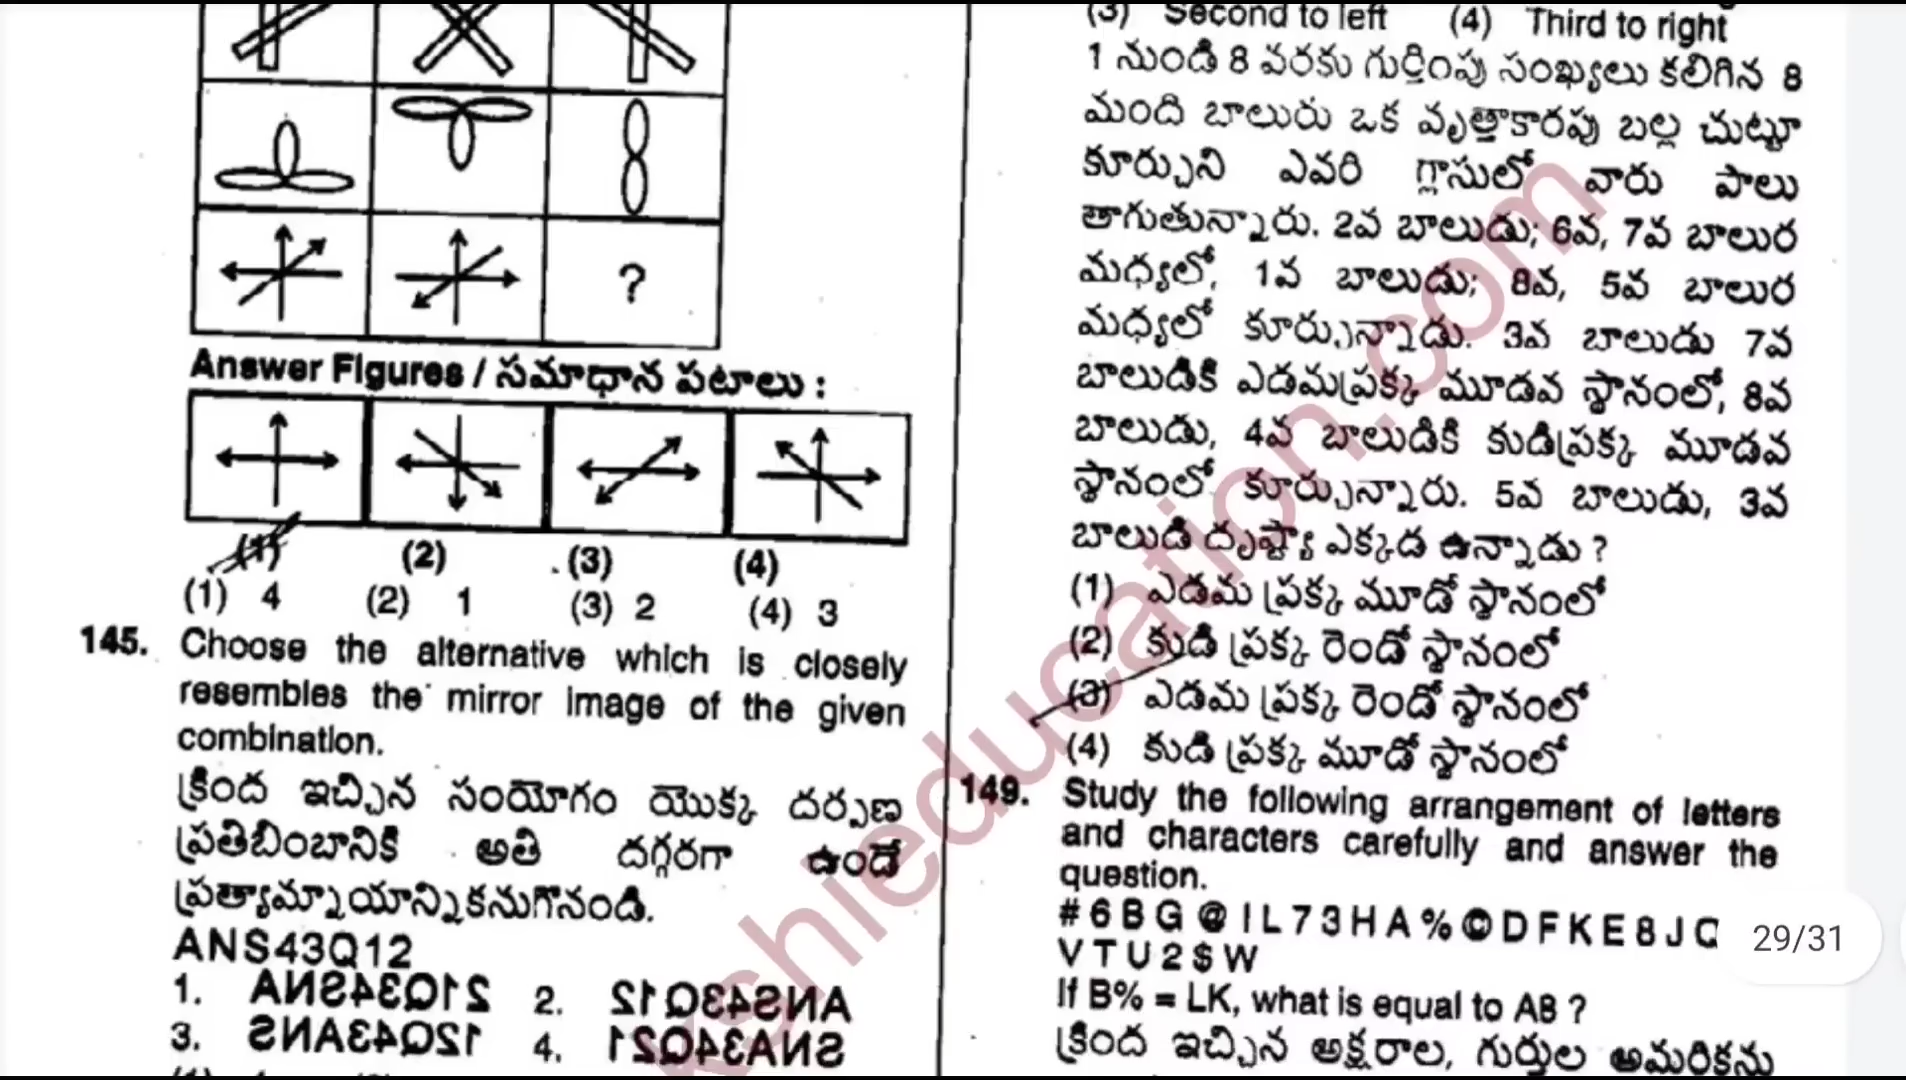 ?
Answer Figures / సమాధాన పటాలు :
(1) (2) (3) (4)
(1) 4 (2) 1 (3) 2 (4) 3
145. Choose the alternative which is closely
resembles the mirror image of the given
combination.
క్రింద ఇచ్చిన సంయోగం యొక్క దర్పణ
ప్రతిబింబానికి అతి దగ్గరగా ఉండే
ప్రత్యామ్నాయాన్ని కనుగొనండి.
ANS43Q12
1.
2.
3.
4.
(3) Second to left (4) Third to right
1 నుండి 8 వరకు గుర్తింపు సంఖ్యలు కలిగిన 8
మంది బాలురు ఒక వృత్తాకారపు బల్ల చుట్టూ
కూర్చుని ఎవరి గ్లాసులో వారు పాలు
త్రాగుతున్నారు. 2వ బాలుడు; 6వ, 7వ బాలుర
మధ్యలో, 1వ బాలుడు; 8వ, 5వ బాలుర
మధ్యలో కూర్చున్నాడు. 3వ బాలుడు 7వ
బాలుడికి ఎడమప్రక్క మూడవ స్థానంలో, 8వ
బాలుడు, 4వ బాలుడికి కుడిప్రక్క మూడవ
స్థానంలో కూర్చున్నారు. 5వ బాలుడు, 3వ
బాలుడి దృష్ట్యా ఎక్కడ ఉన్నాడు ?
(1) ఎడమ ప్రక్క మూడో స్థానంలో
(2) కుడి ప్రక్క రెండో స్థానంలో
(3) ఎడమ ప్రక్క రెండో స్థానంలో
(4) కుడి ప్రక్క మూడో స్థానంలో
149. Study the following arrangement of letters
and characters carefully and answer the
question.
# 6 B G @ I L 7 3 H A % © D F K E 8 J Q
V T U 2 $ W
If B% = LK, what is equal to A8 ?
క్రింద ఇచ్చిన అక్షరాల, గుర్తుల అమరికను
29/31
kshieducation.com